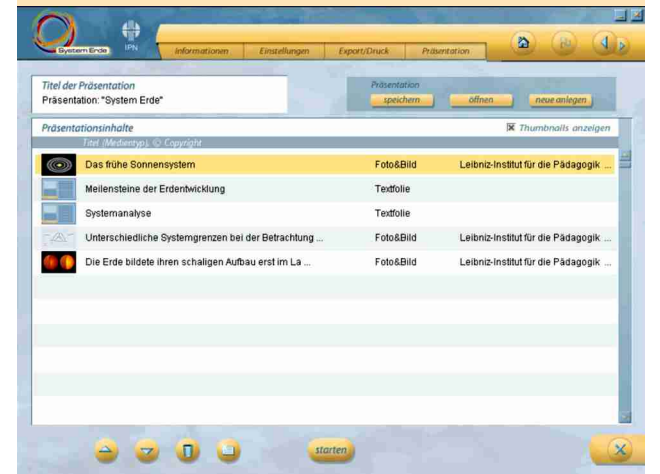 System Erde
IPN
Informationen
Einstellungen
Export/Druck
Präsentation
Titel der Präsentation
Präsentation: "System Erde"
Präsentation
speichern
öffnen
neue anlegen
Präsentationsinhalte
Thumbnails anzeigen
Titel (Medientyp), © Copyright
Das frühe Sonnensystem Foto&Bild Leibniz-Institut für die Pädagogik ...
Meilensteine der Erdentwicklung Textfolie
Systemanalyse Textfolie
Unterschiedliche Systemgrenzen bei der Betrachtung ... Foto&Bild Leibniz-Institut für die Pädagogik ...
Die Erde bildete ihren schaligen Aufbau erst im La ... Foto&Bild Leibniz-Institut für die Pädagogik ...
starten